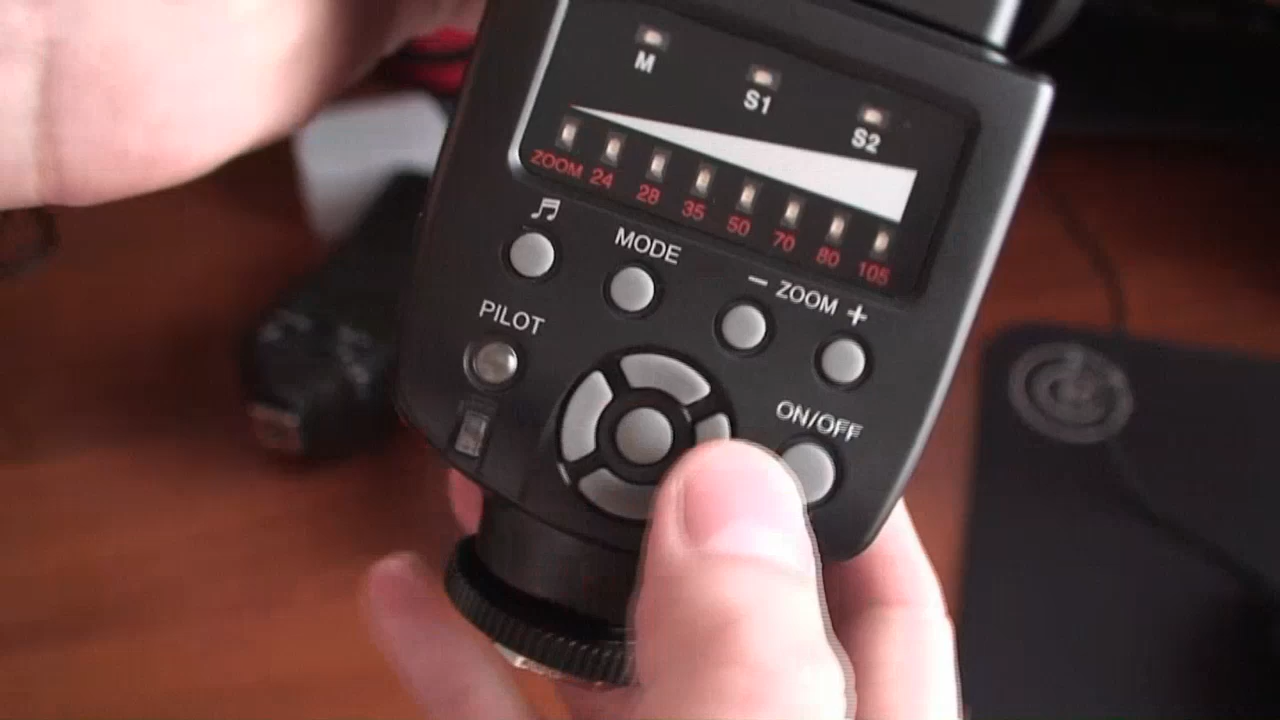 M S1 S2
ZOOM 24 28 35 50 70 80 105
MODE
− ZOOM +
PILOT
ON/OFF